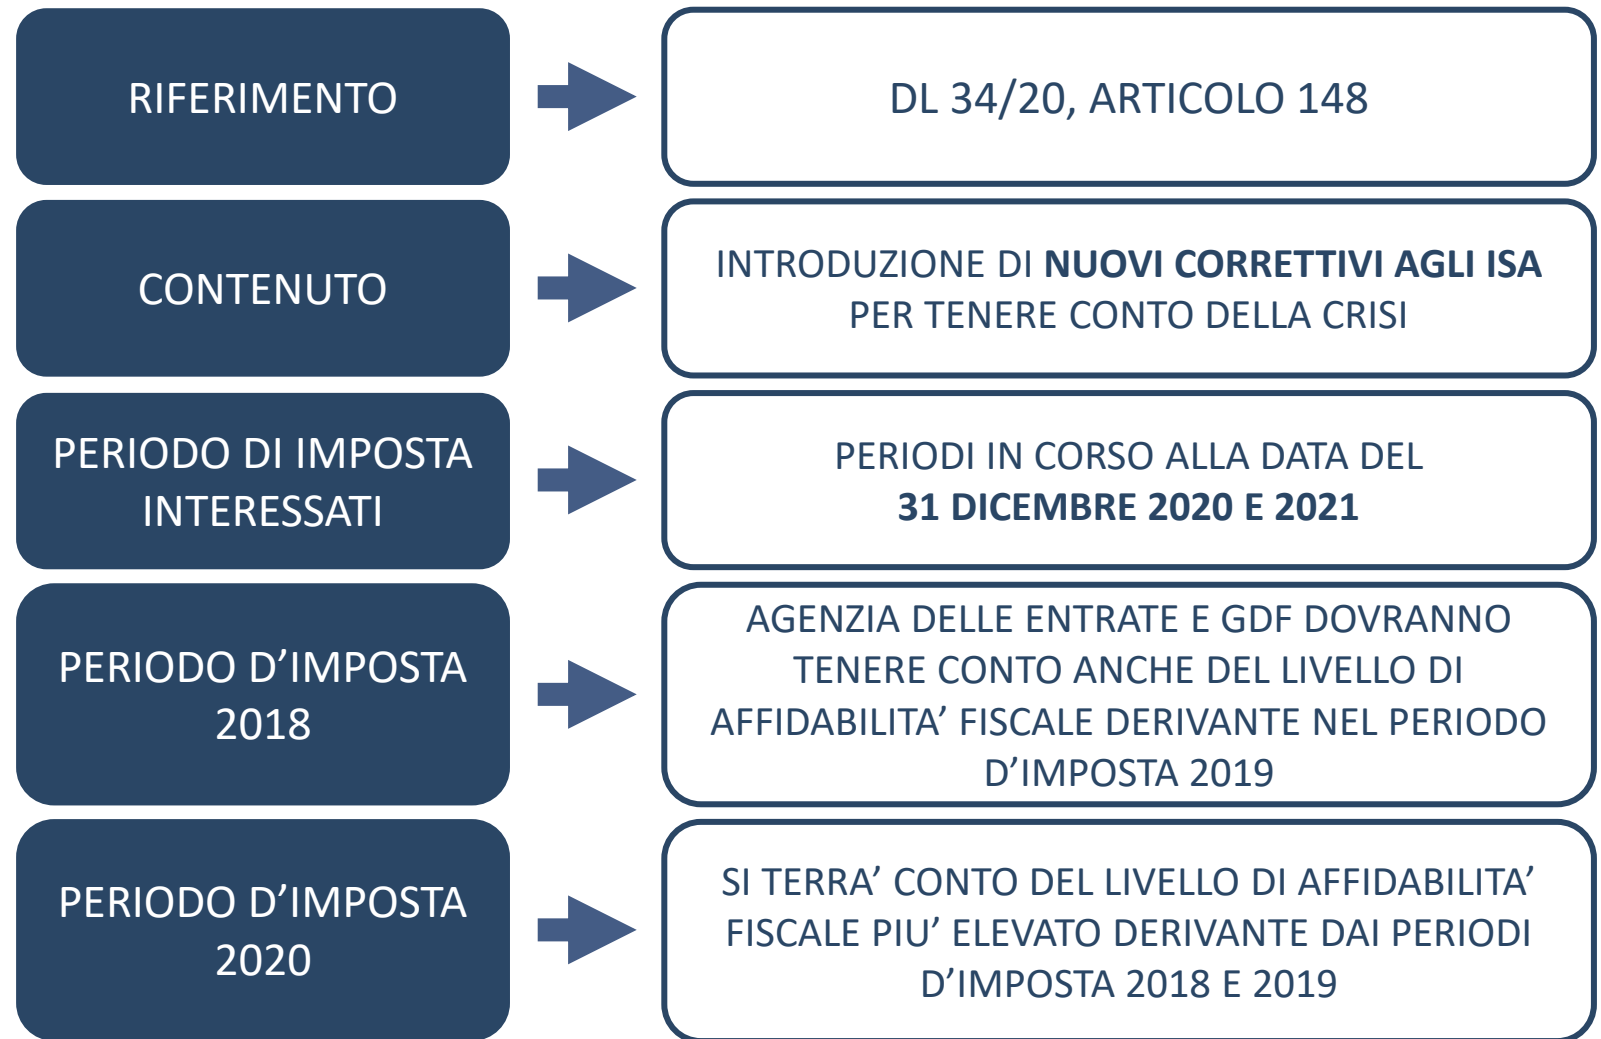 RIFERIMENTO
DL 34/20, ARTICOLO 148
CONTENUTO
INTRODUZIONE DI NUOVI CORRETTIVI AGLI ISA
PER TENERE CONTO DELLA CRISI
PERIODO DI IMPOSTA
INTERESSATI
PERIODI IN CORSO ALLA DATA DEL
31 DICEMBRE 2020 E 2021
PERIODO D’IMPOSTA
2018
AGENZIA DELLE ENTRATE E GDF DOVRANNO
TENERE CONTO ANCHE DEL LIVELLO DI
AFFIDABILITA’ FISCALE DERIVANTE NEL PERIODO
D’IMPOSTA 2019
PERIODO D’IMPOSTA
2020
SI TERRA’ CONTO DEL LIVELLO DI AFFIDABILITA’
FISCALE PIU’ ELEVATO DERIVANTE DAI PERIODI
D’IMPOSTA 2018 E 2019